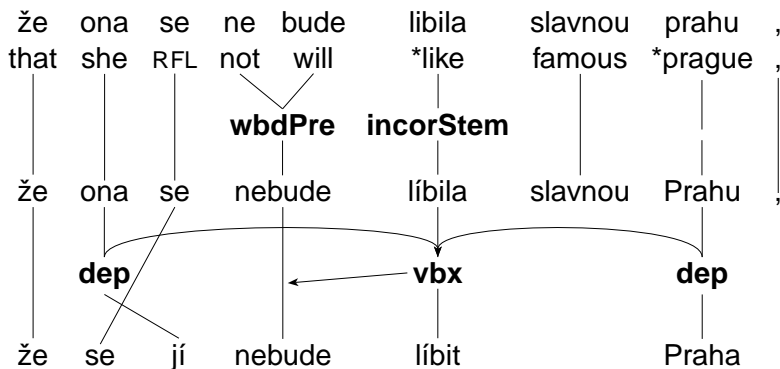 že ona se ne bude libila slavnou prahu ,
that she RFL not will *like famous *prague ,
wbdPre incorStem
že ona se nebude líbila slavnou Prahu ,
dep vbx dep
že se jí nebude líbit Praha